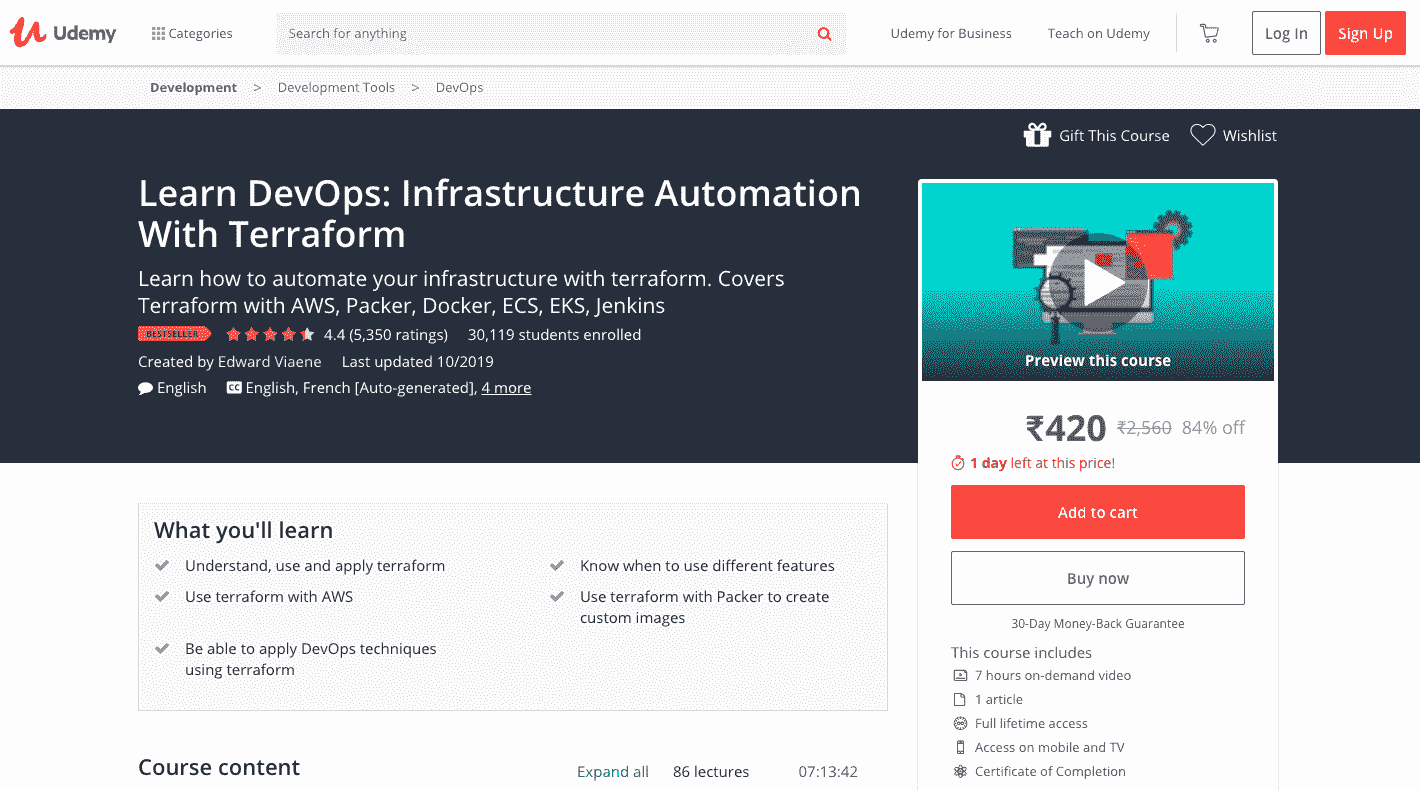 Udemy
Categories
Search for anything
Udemy for Business
Teach on Udemy
Log In
Sign Up
Development > Development Tools > DevOps
Gift This Course
Wishlist
Learn DevOps: Infrastructure Automation
With Terraform
Learn how to automate your infrastructure with terraform. Covers
Terraform with AWS, Packer, Docker, ECS, EKS, Jenkins
BESTSELLER 4.4 (5,350 ratings) 30,119 students enrolled
Created by Edward Viaene Last updated 10/2019
English CC English, French [Auto-generated], 4 more
Preview this course
₹420 ₹2,560 84% off
1 day left at this price!
Add to cart
Buy now
30-Day Money-Back Guarantee
This course includes
7 hours on-demand video
1 article
Full lifetime access
Access on mobile and TV
Certificate of Completion
What you'll learn
Understand, use and apply terraform
Know when to use different features
Use terraform with AWS
Use terraform with Packer to create
custom images
Be able to apply DevOps techniques
using terraform
Course content
Expand all
86 lectures
07:13:42